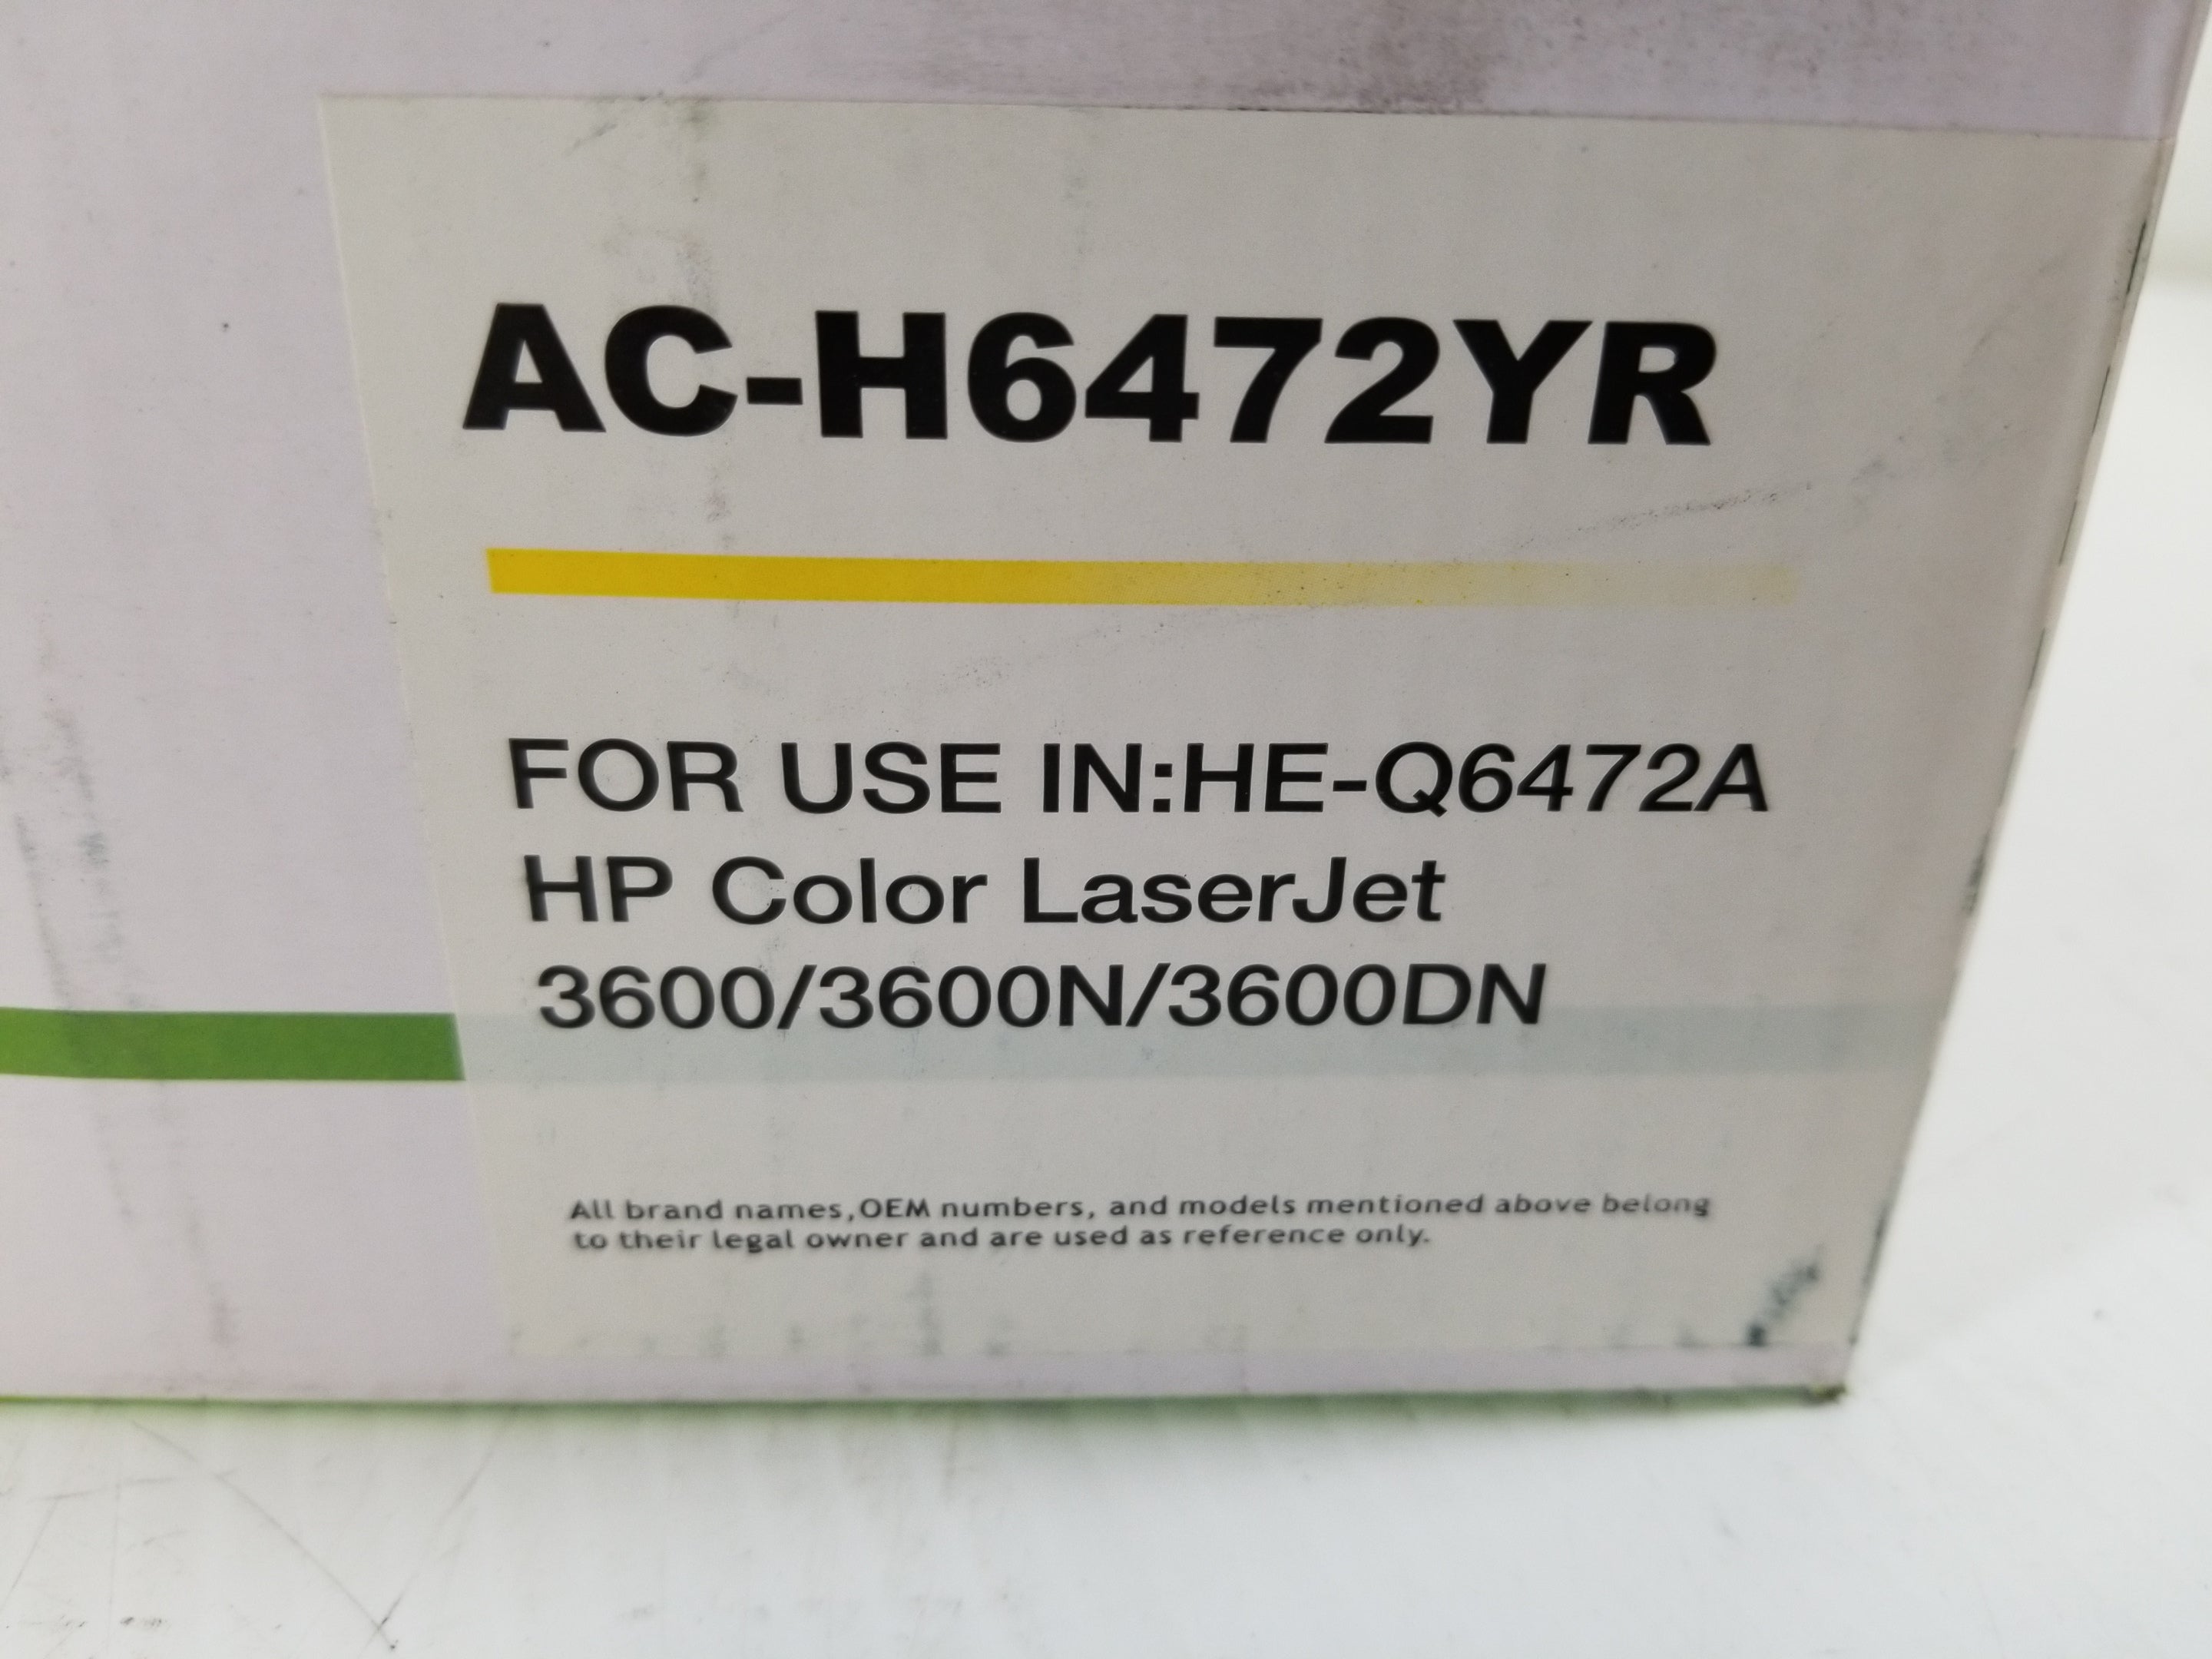 AC-H6472YR
FOR USE IN:HE-Q6472A
HP Color LaserJet
3600/3600N/3600DN
All brand names,OEM numbers, and models mentioned above belong
to their legal owner and are used as reference only.